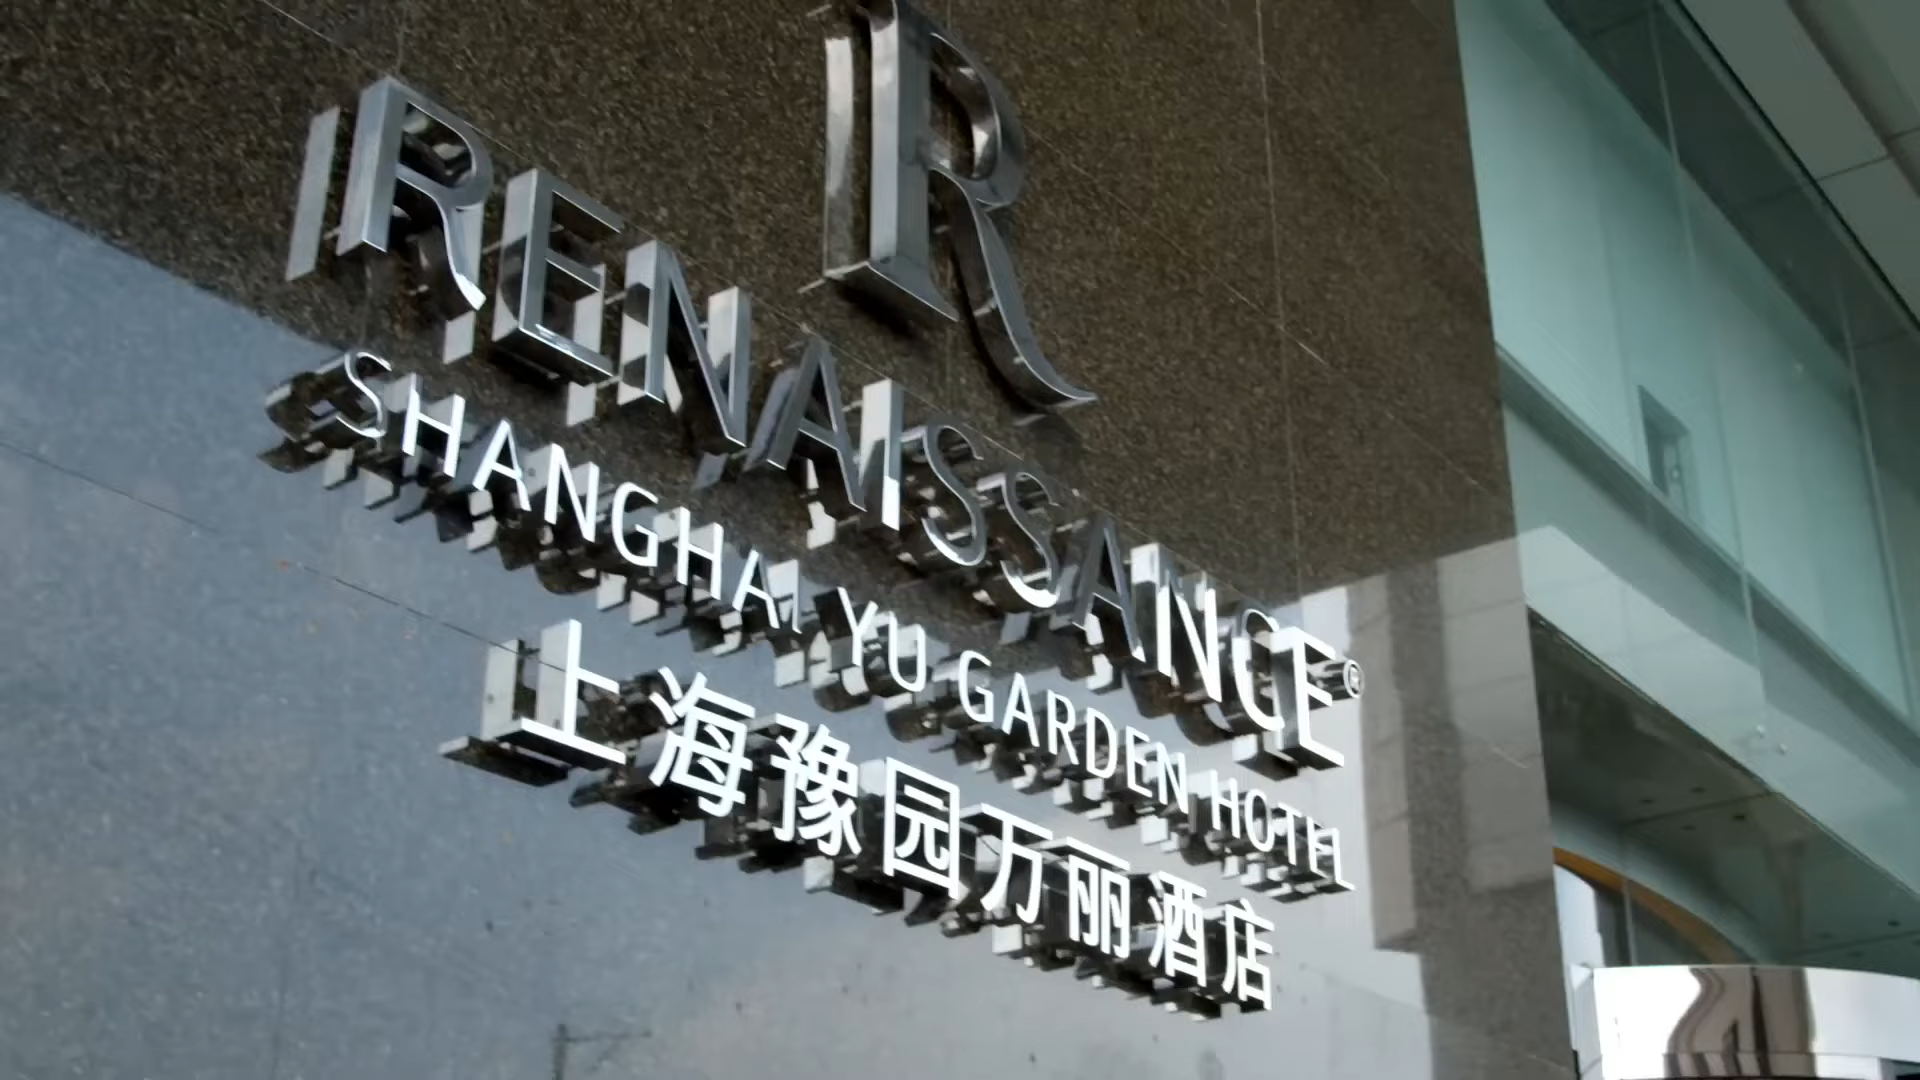 R
RENAISSANCE®
SHANGHAI YU GARDEN HOTEL
上海豫园万丽酒店